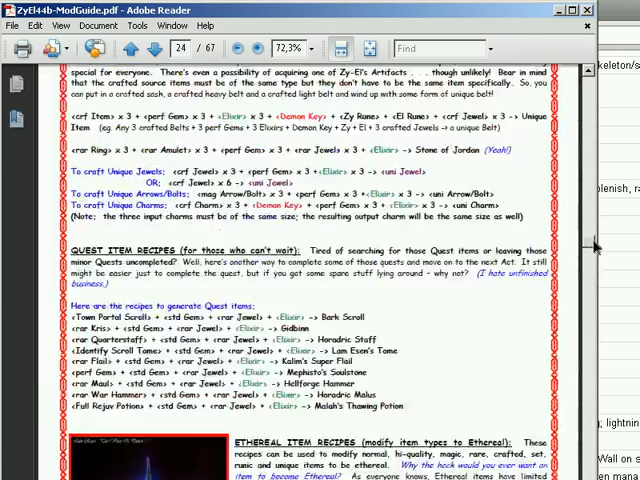 ZyEl44b-ModGuide.pdf - Adobe Reader
File Edit View Document Tools Window Help
24 / 67 72,3% Find
special for everyone. There's even a possibility of acquiring one of Zy-El's Artifacts . . . though unlikely! Bear in mind
that the crafted source items must be of the same type but they don't have to be the same item specifically. So, you
can put in a crafted sash, a crafted heavy belt and a crafted light belt and wind up with some form of unique belt!
<crf Item> x 3 + <perf Gem> x 3 + <Elixir> x 3 + <Demon Key> + <Zy Rune> + <El Rune> + <crf Jewel> x 3 -> Unique
Item (eg. Any 3 crafted Belts + 3 perf Gems + 3 Elixirs + Demon Key + Zy + El + 3 crafted Jewels -> a unique Belt)
<rar Ring> x 3 + <rar Amulet> x 3 + <perf Gem> x 3 + <rar Jewel> x 3 + <Elixir> -> Stone of Jordan (Yeah!)
To craft Unique Jewels: <crf Jewel> x 3 + <perf Gem> x 3 +<Elixir> x 3 -> <uni Jewel>
OR; <crf Jewel> x 6 -> <uni Jewel>
To craft Unique Arrows/Bolts: <mag Arrow/Bolt> x 3 + <perf Gem> x 3 + <Elixir> x 3 -> <uni Arrow/Bolt>
To craft Unique Charms: <crf Charm> x 3 + <Demon Key> + <perf Gem> x 3 + <Elixir> x 3 -> <uni Charm>
(Note; the three input charms must be of the same size; the resulting output charm will be the same size as well)
QUEST ITEM RECIPES (for those who can't wait): Tired of searching for those Quest items or leaving those
minor Quests uncompleted? Well, here's another way to complete some of those quests and move on to the next Act. It still
might be easier just to complete the quest, but if you got some spare stuff lying around – why not? (I hate unfinished
business.)
Here are the recipes to generate Quest items:
<Town Portal Scroll> + <std Gem> + <rar Jewel> + <Elixir> -> Bark Scroll
<rar Kris> + <std Gem> + <rar Jewel> + <Elixir> -> Gidbinn
<rar Quarterstaff> + <std Gem> + <rar Jewel> + <Elixir> -> Horadric Staff
<Identify Scroll Tome> + <std Gem> + <rar Jewel> + <Elixir> -> Lam Esen's Tome
<rar Flail> + <std Gem> + <rar Jewel> + <Elixir> -> Kalim's Super Flail
<perf Gem> + <std Gem> + <rar Jewel> + <Elixir> -> Mephisto's Soulstone
<rar Maul> + <std Gem> + <rar Jewel> + <Elixir> -> Hellforge Hammer
<rar War Hammer> + <std Gem> + <rar Jewel> + <Elixir> -> Horadric Malus
<Full Rejuv Potion> + <std Gem> + <rar Jewel> + <Elixir> -> Malah's Thawing Potion
ETHEREAL ITEM RECIPES (modify item types to Ethereal): These
recipes can be used to modify normal, hi-quality, magic, rare, crafted, set,
runic and unique items to be ethereal. Why the heck would you ever want an
item to become Ethereal? As everyone knows, Ethereal items have limited
skeleton/s
plenish, ra
g; lightnin
Wall on s
en mana